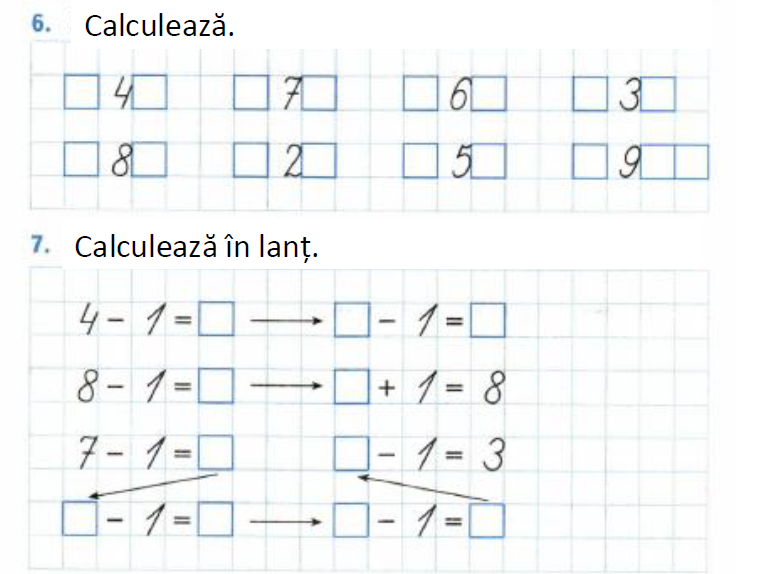 6. Calculează.
□ 4 □ □ 7 □ □ 6 □ □ 3 □
□ 8 □ □ 2 □ □ 5 □ □ 9 □ □
7. Calculează în lanț.
4 - 1 = □ → □ - 1 = □
8 - 1 = □ → □ + 1 = 8
7 - 1 = □ □ - 1 = 3
□ - 1 = □ → □ - 1 = □